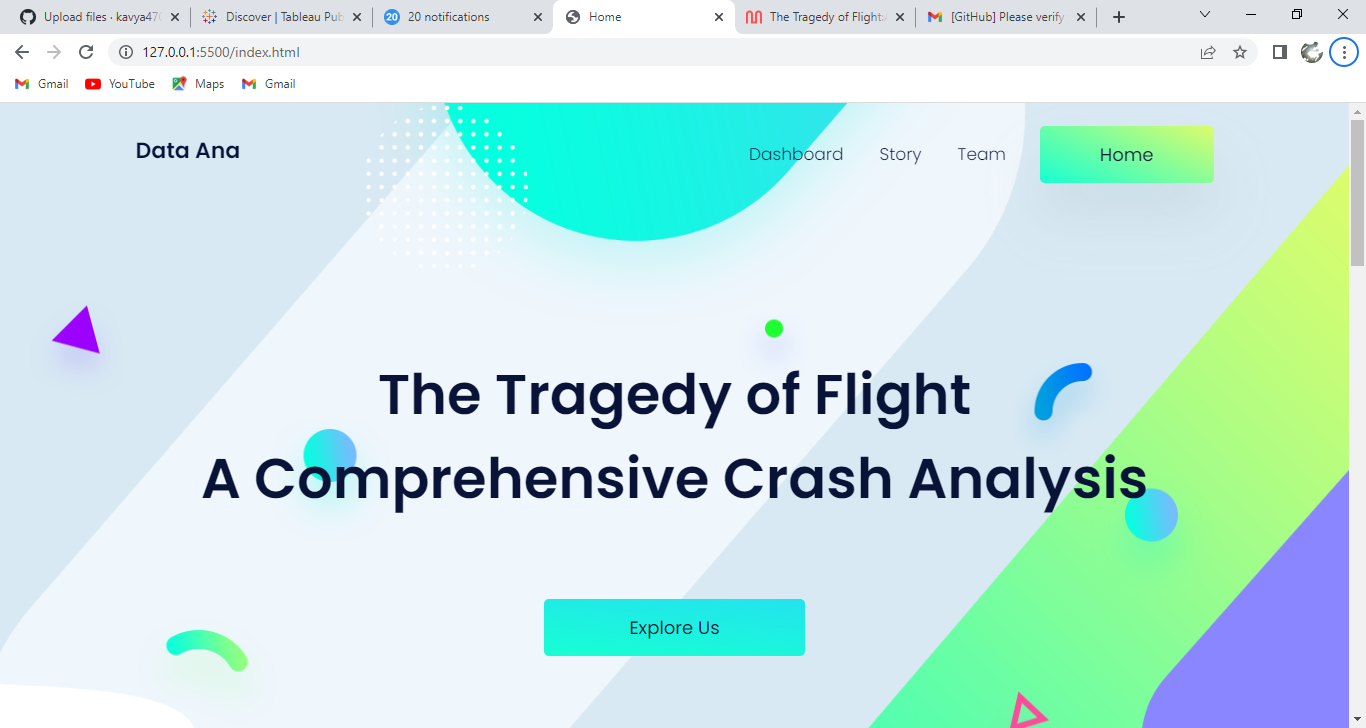 Upload files · kavya470
Discover | Tableau Pub
20 notifications
Home
The Tragedy of Flight:
[GitHub] Please verify
127.0.0.1:5500/index.html
Gmail
YouTube
Maps
Gmail
Data Ana
Dashboard
Story
Team
Home
The Tragedy of Flight
A Comprehensive Crash Analysis
Explore Us